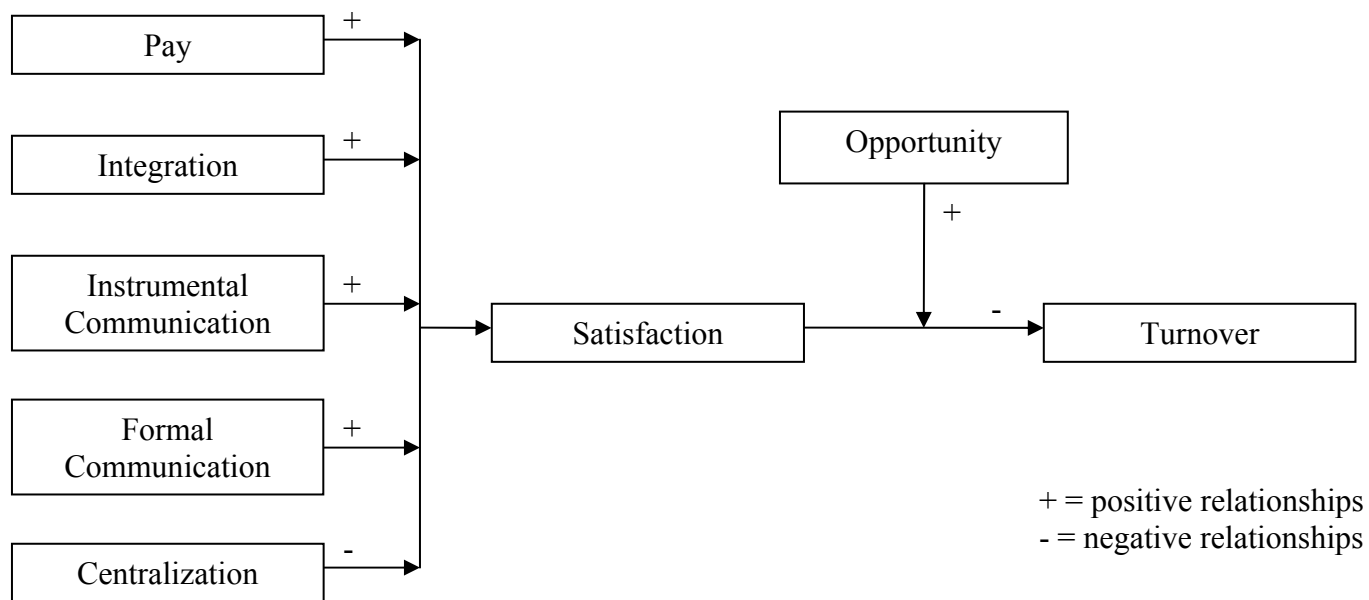 +
Pay
+
Integration
Opportunity
+
+
Instrumental
Communication
-
Satisfaction
Turnover
+
Formal
Communication
+ = positive relationships
- = negative relationships
-
Centralization